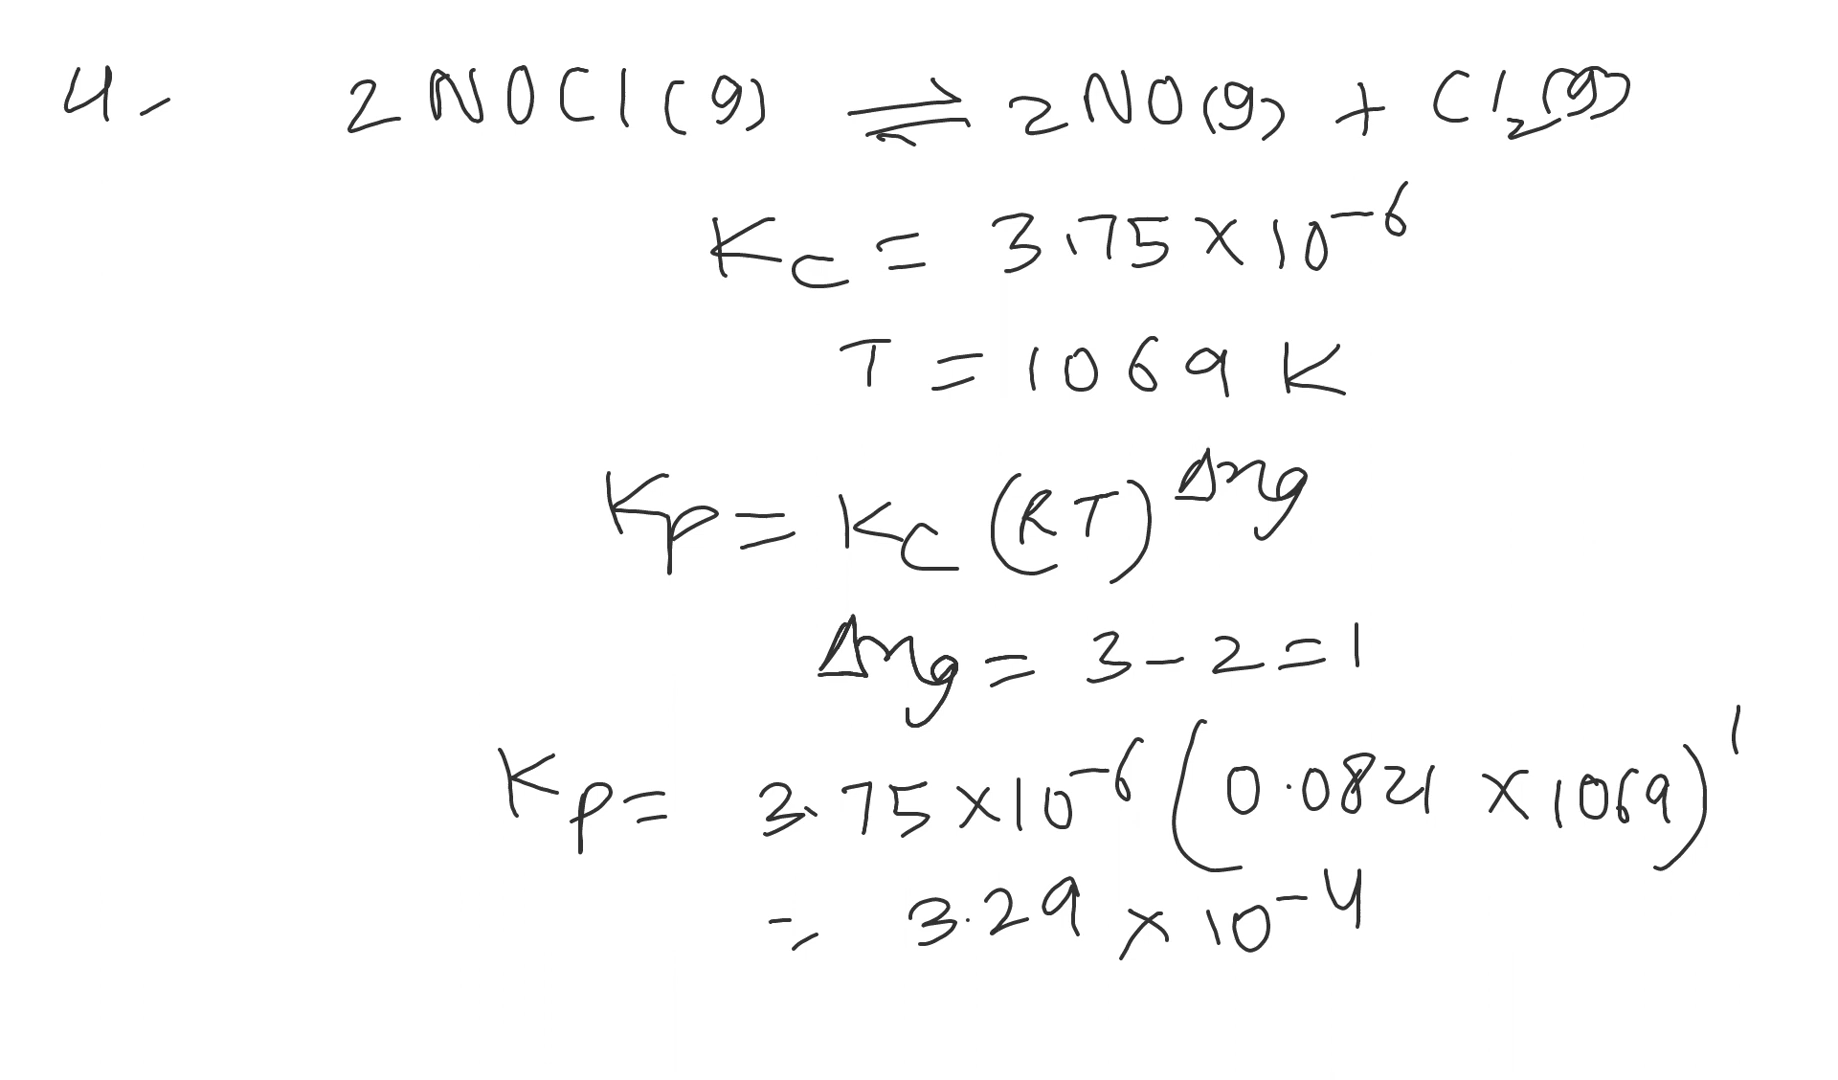 4- 2NOCl(g) ⇌ 2NO(g) + Cl₂(g)
Kc = 3.75 × 10⁻⁶
T = 1069 K
Kp = Kc (RT)^Δng
Δng = 3 - 2 = 1
Kp = 3.75 × 10⁻⁶ (0.0821 × 1069)¹
= 3.29 × 10⁻⁴